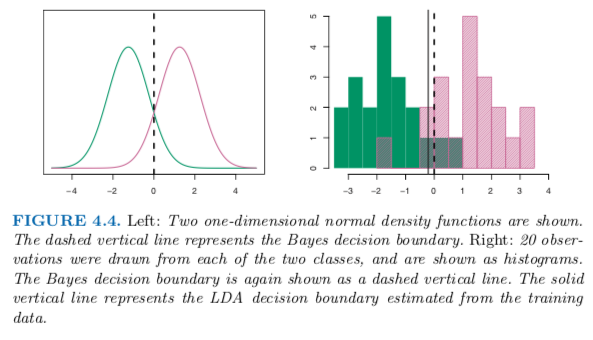 −4 −2 0 2 4
0 1 2 3 4 5
−3 −2 −1 0 1 2 3 4
FIGURE 4.4. Left: Two one-dimensional normal density functions are shown.
The dashed vertical line represents the Bayes decision boundary. Right: 20 obser-
vations were drawn from each of the two classes, and are shown as histograms.
The Bayes decision boundary is again shown as a dashed vertical line. The solid
vertical line represents the LDA decision boundary estimated from the training
data.